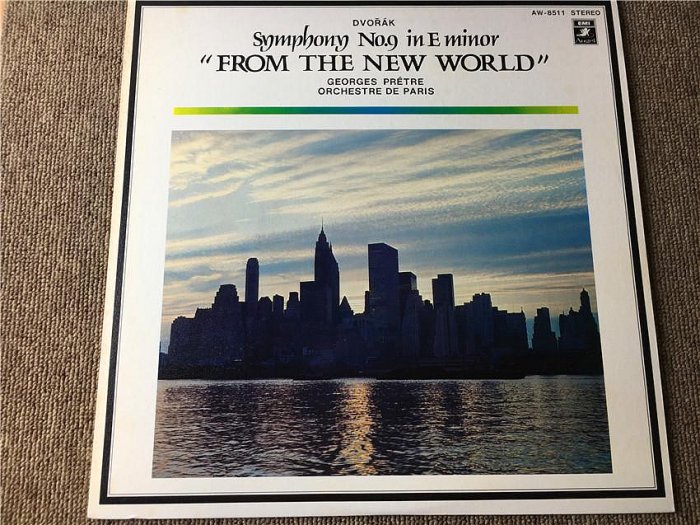 AW-8511 STEREO
DVOŘÁK
EMI
Symphony No.9 in E minor
Angel
"FROM THE NEW WORLD"
GEORGES PRÊTRE
ORCHESTRE DE PARIS